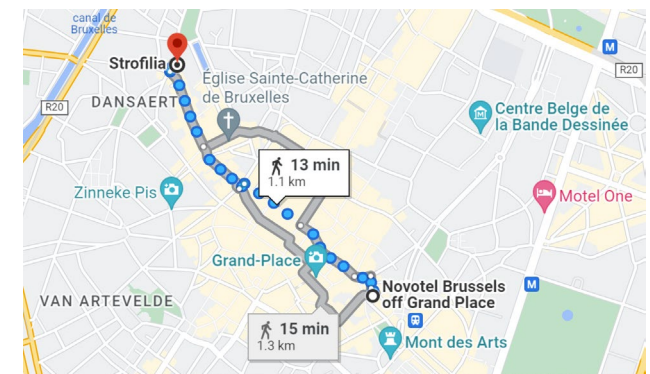 canal de
Bruxelles
Strofilia
M
R20
Église Sainte-Catherine
de Bruxelles
R20
DANSAERT
Centre Belge de
la Bande Dessinée
13 min
1.1 km
Zinneke Pis
Motel One
Grand-Place
Novotel Brussels
off Grand Place
M
VAN ARTEVELDE
15 min
1.3 km
Mont des Arts